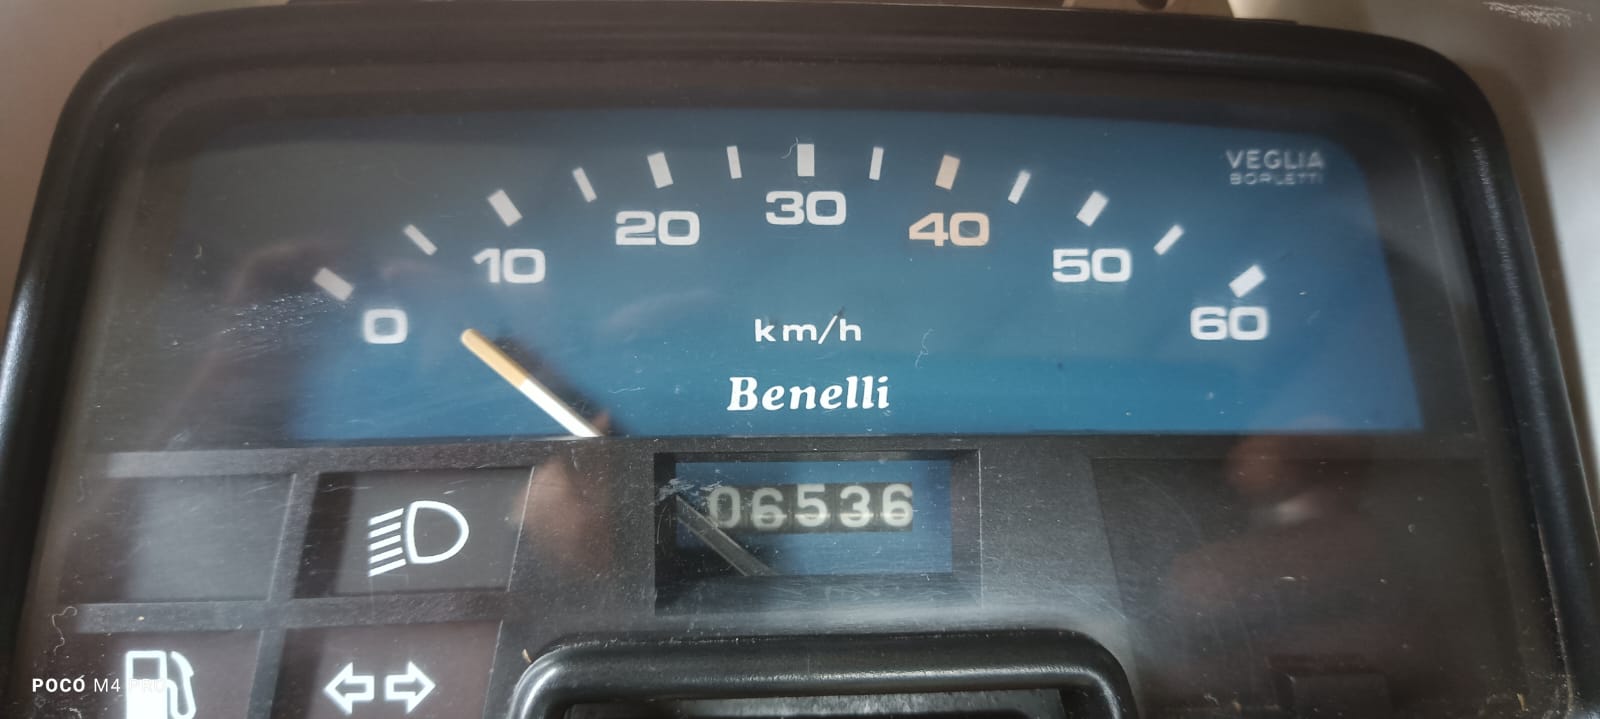 VEGLIA
BORLETTI
0 10 20 30 40 50 60
km/h
Benelli
06536
POCO M4 PRO